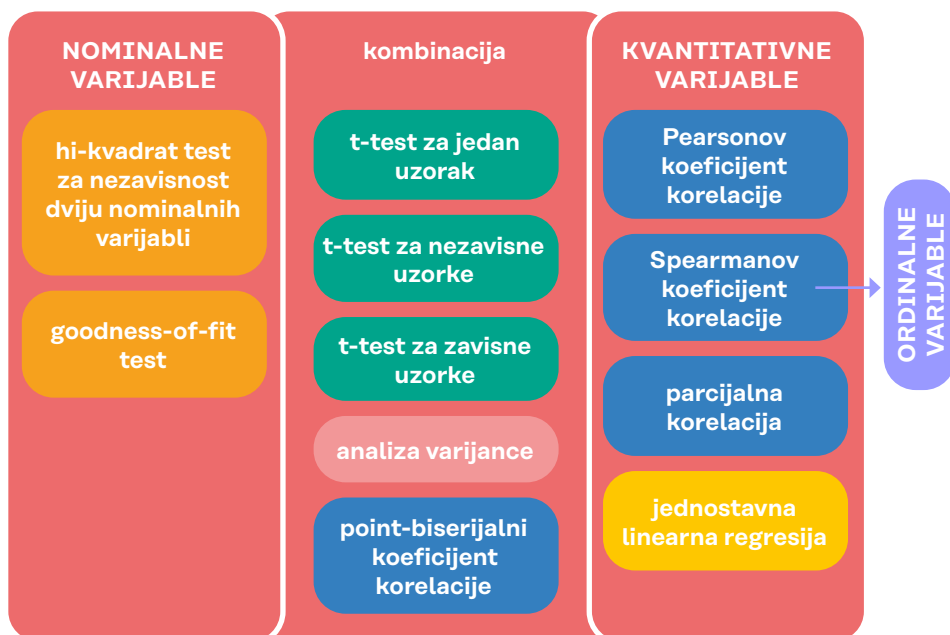 NOMINALNE
VARIJABLE
hi-kvadrat test
za nezavisnost
dviju nominalnih
varijabli
goodness-of-fit
test
kombinacija
t-test za jedan
uzorak
t-test za nezavisne
uzorke
t-test za zavisne
uzorke
analiza varijance
point-biserijalni
koeficijent
korelacije
KVANTITATIVNE
VARIJABLE
Pearsonov
koeficijent
korelacije
Spearmanov
koeficijent
korelacije
parcijalna
korelacija
jednostavna
linearna regresija
ORDINALNE
VARIJABLE